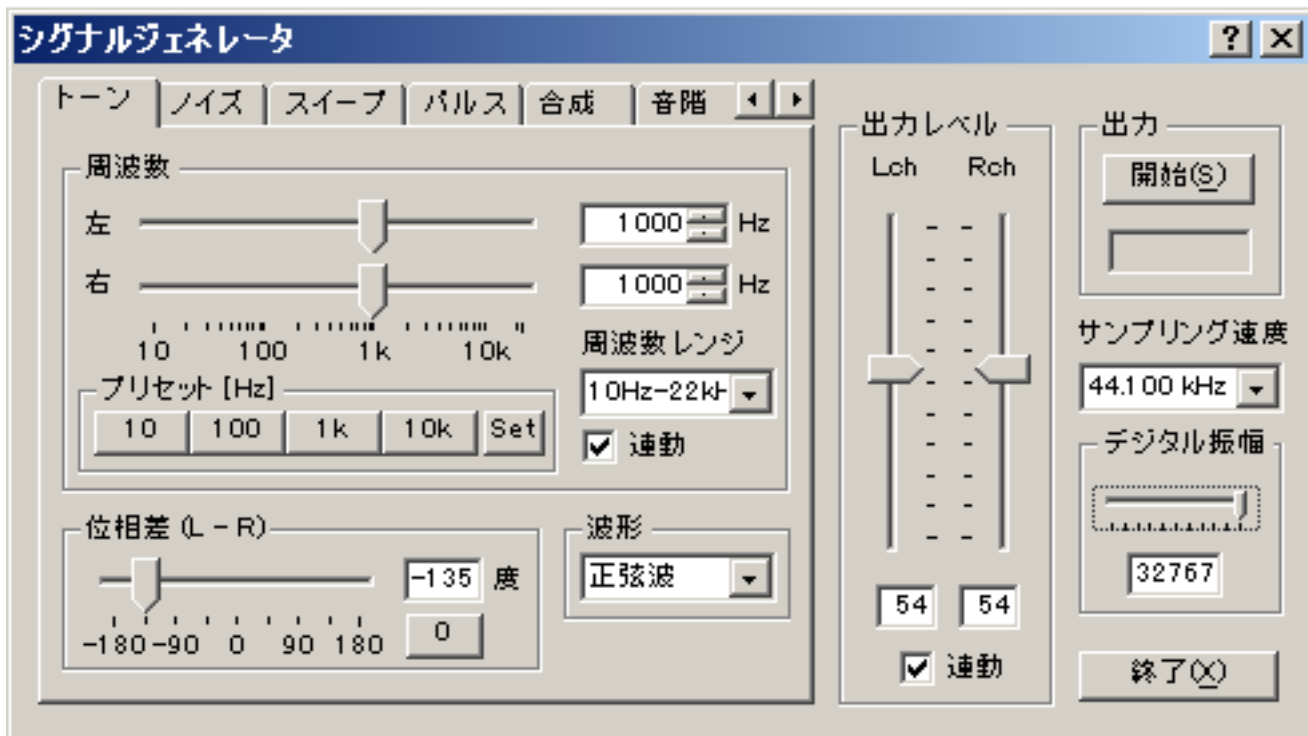 シグナルジェネレータ
トーン ノイズ スイープ パルス 合成 音階
周波数
左 1000 Hz
右 1000 Hz
10 100 1k 10k
周波数レンジ
10Hz-22kH
プリセット [Hz]
10 100 1k 10k Set
連動
位相差 (L - R)
-135 度
-180 -90 0 90 180
0
波形
正弦波
出力レベル
Lch Rch
54 54
連動
出力
開始(S)
サンプリング速度
44.100 kHz
デジタル振幅
32767
終了(X)